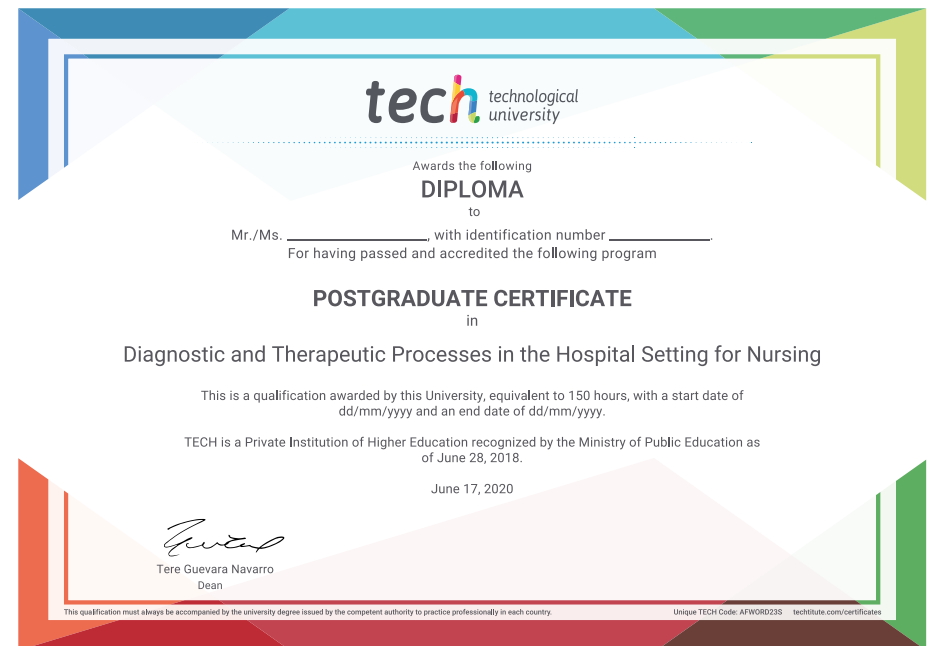 tech technological
university
Awards the following
DIPLOMA
to
Mr./Ms. ____________________, with identification number ______________.
For having passed and accredited the following program
POSTGRADUATE CERTIFICATE
in
Diagnostic and Therapeutic Processes in the Hospital Setting for Nursing
This is a qualification awarded by this University, equivalent to 150 hours, with a start date of
dd/mm/yyyy and an end date of dd/mm/yyyy.
TECH is a Private Institution of Higher Education recognized by the Ministry of Public Education as
of June 28, 2018.
June 17, 2020
Tere Guevara Navarro
Dean
This qualification must always be accompanied by the university degree issued by the competent authority to practice professionally in each country. Unique TECH Code: AFWORD23S techtitute.com/certificates